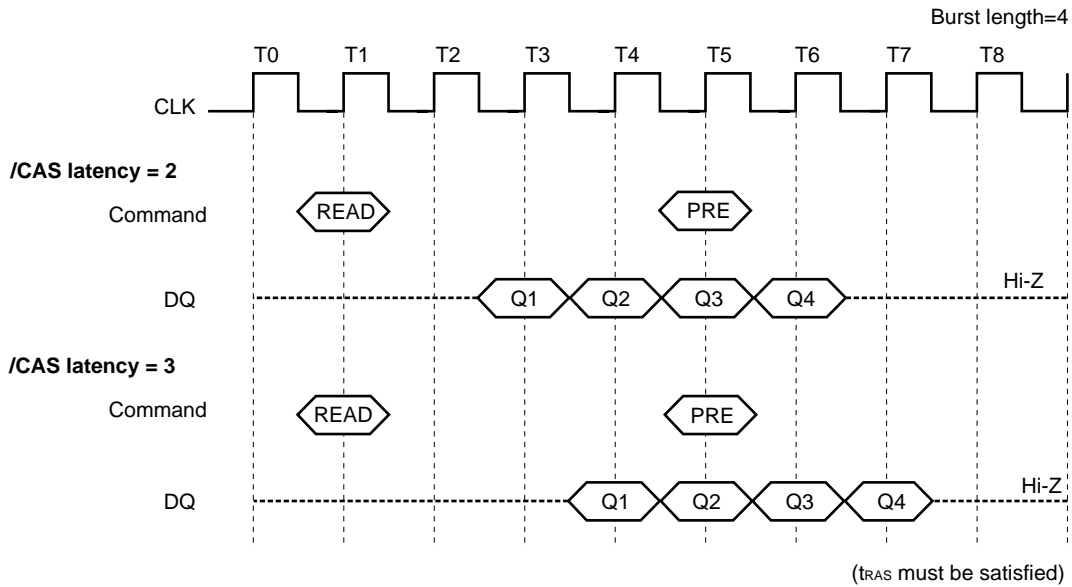 Burst length=4
T0 T1 T2 T3 T4 T5 T6 T7 T8
CLK
/CAS latency = 2
Command READ PRE
Hi-Z
DQ Q1 Q2 Q3 Q4
/CAS latency = 3
Command READ PRE
Hi-Z
DQ Q1 Q2 Q3 Q4
(tRAS must be satisfied)